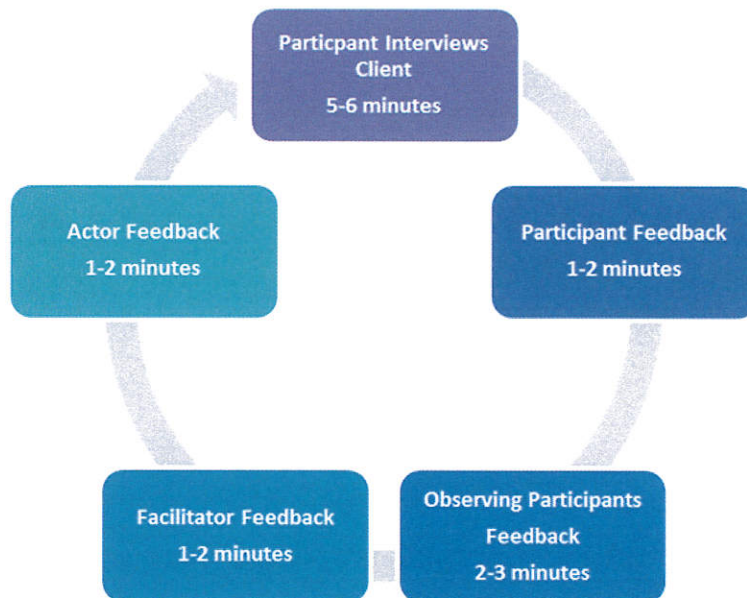 Particpant Interviews
Client
5-6 minutes
Participant Feedback
1-2 minutes
Observing Participants
Feedback
2-3 minutes
Facilitator Feedback
1-2 minutes
Actor Feedback
1-2 minutes